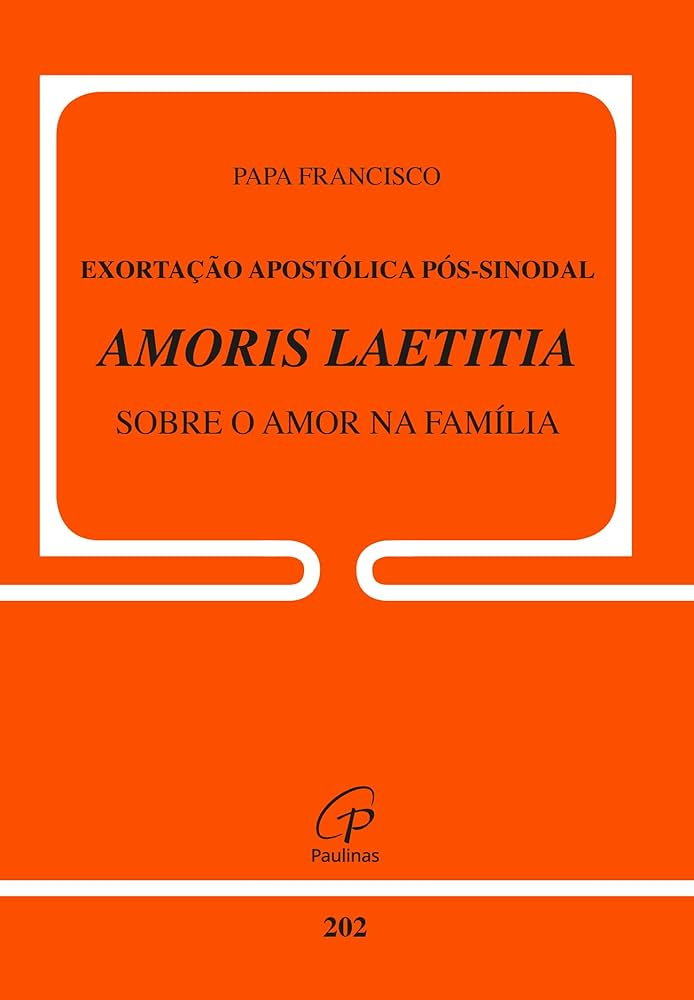 PAPA FRANCISCO
EXORTAÇÃO APOSTÓLICA PÓS-SINODAL
AMORIS LAETITIA
SOBRE O AMOR NA FAMÍLIA
Paulinas
202